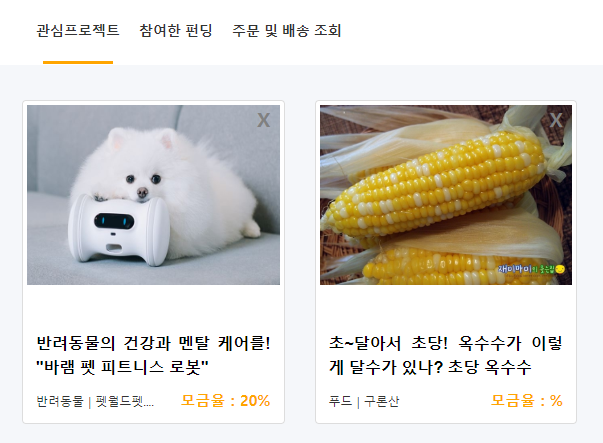 관심프로젝트 참여한 펀딩 주문 및 배송 조회
X
반려동물의 건강과 멘탈 케어를!
"바램 펫 피트니스 로봇"
반려동물 | 펫월드펫.... 모금율 : 20%
X
초~달아서 초당! 옥수수가 이렇
게 달수가 있나? 초당 옥수수
푸드 | 구론산 모금율 : %